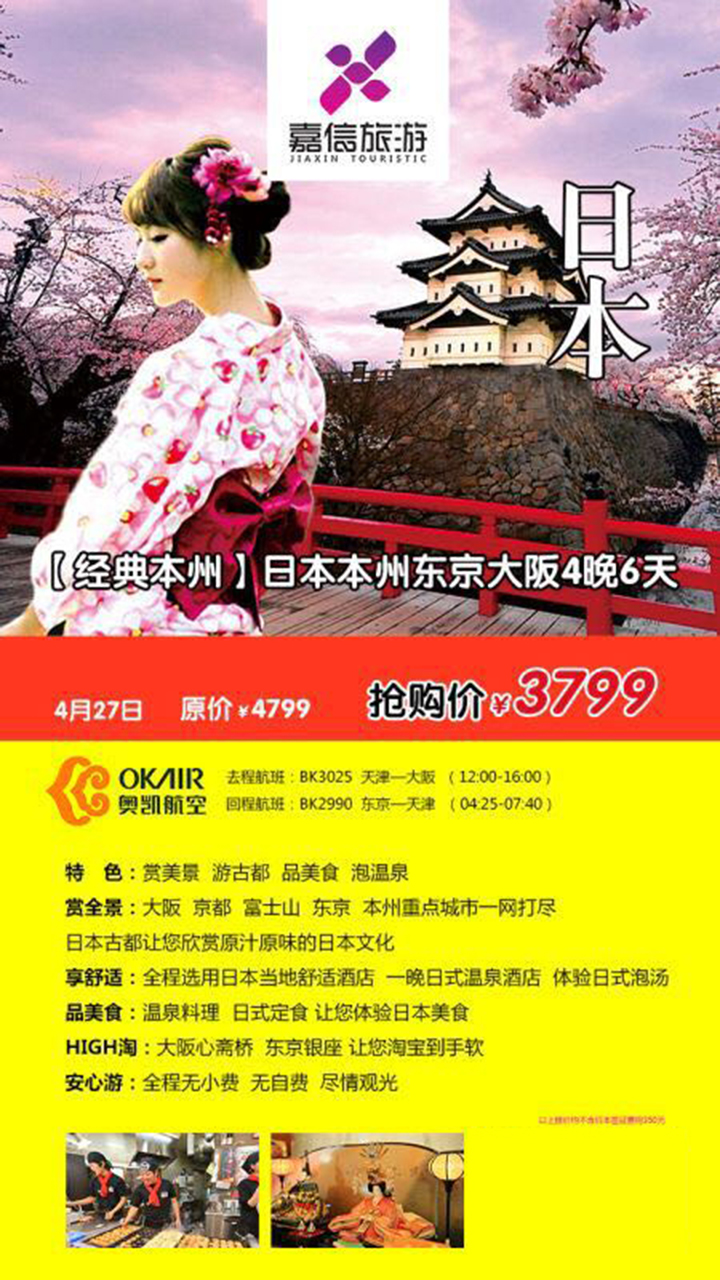 嘉信旅游
JIAXIN TOURISTIC
日本
【经典本州】日本本州东京大阪4晚6天
4月27日 原价¥4799 抢购价¥3799
OKAIR 奥凯航空
去程航班：BK3025 天津—大阪 （12:00-16:00）
回程航班：BK2990 东京—天津 （04:25-07:40）
特 色：赏美景 游古都 品美食 泡温泉
赏全景：大阪 京都 富士山 东京 本州重点城市一网打尽
日本古都让您欣赏原汁原味的日本文化
享舒适：全程选用日本当地舒适酒店 一晚日式温泉酒店 体验日式泡汤
品美食：温泉料理 日式定食 让您体验日本美食
HIGH淘：大阪心斋桥 东京银座 让您淘宝到手软
安心游：全程无小费 无自费 尽情观光